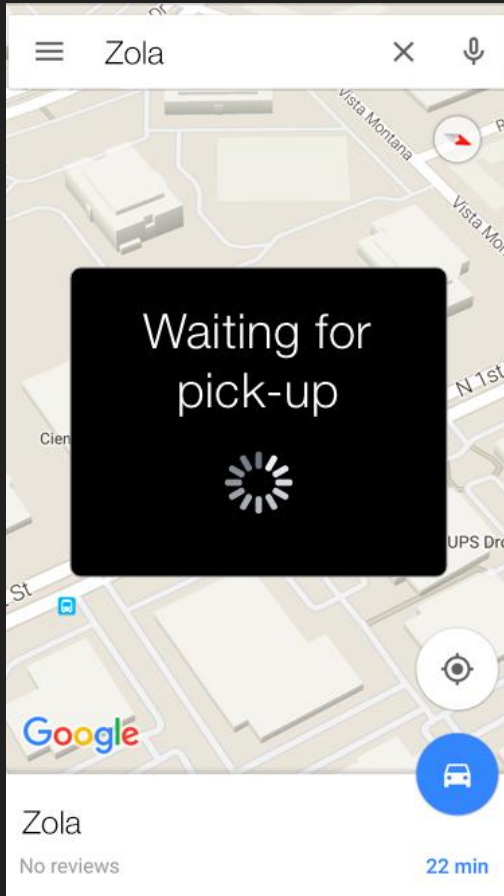 Zola
Vista Montana
Vista Mo
Waiting for
pick-up
N 1st
Cien
UPS Dro
St
Google
Zola
No reviews
22 min